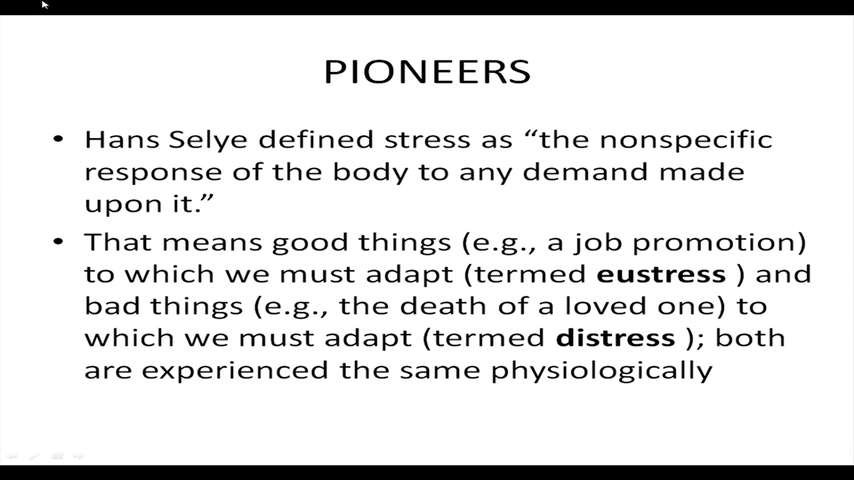 PIONEERS
• Hans Selye defined stress as “the nonspecific
response of the body to any demand made
upon it.”
• That means good things (e.g., a job promotion)
to which we must adapt (termed eustress ) and
bad things (e.g., the death of a loved one) to
which we must adapt (termed distress ); both
are experienced the same physiologically